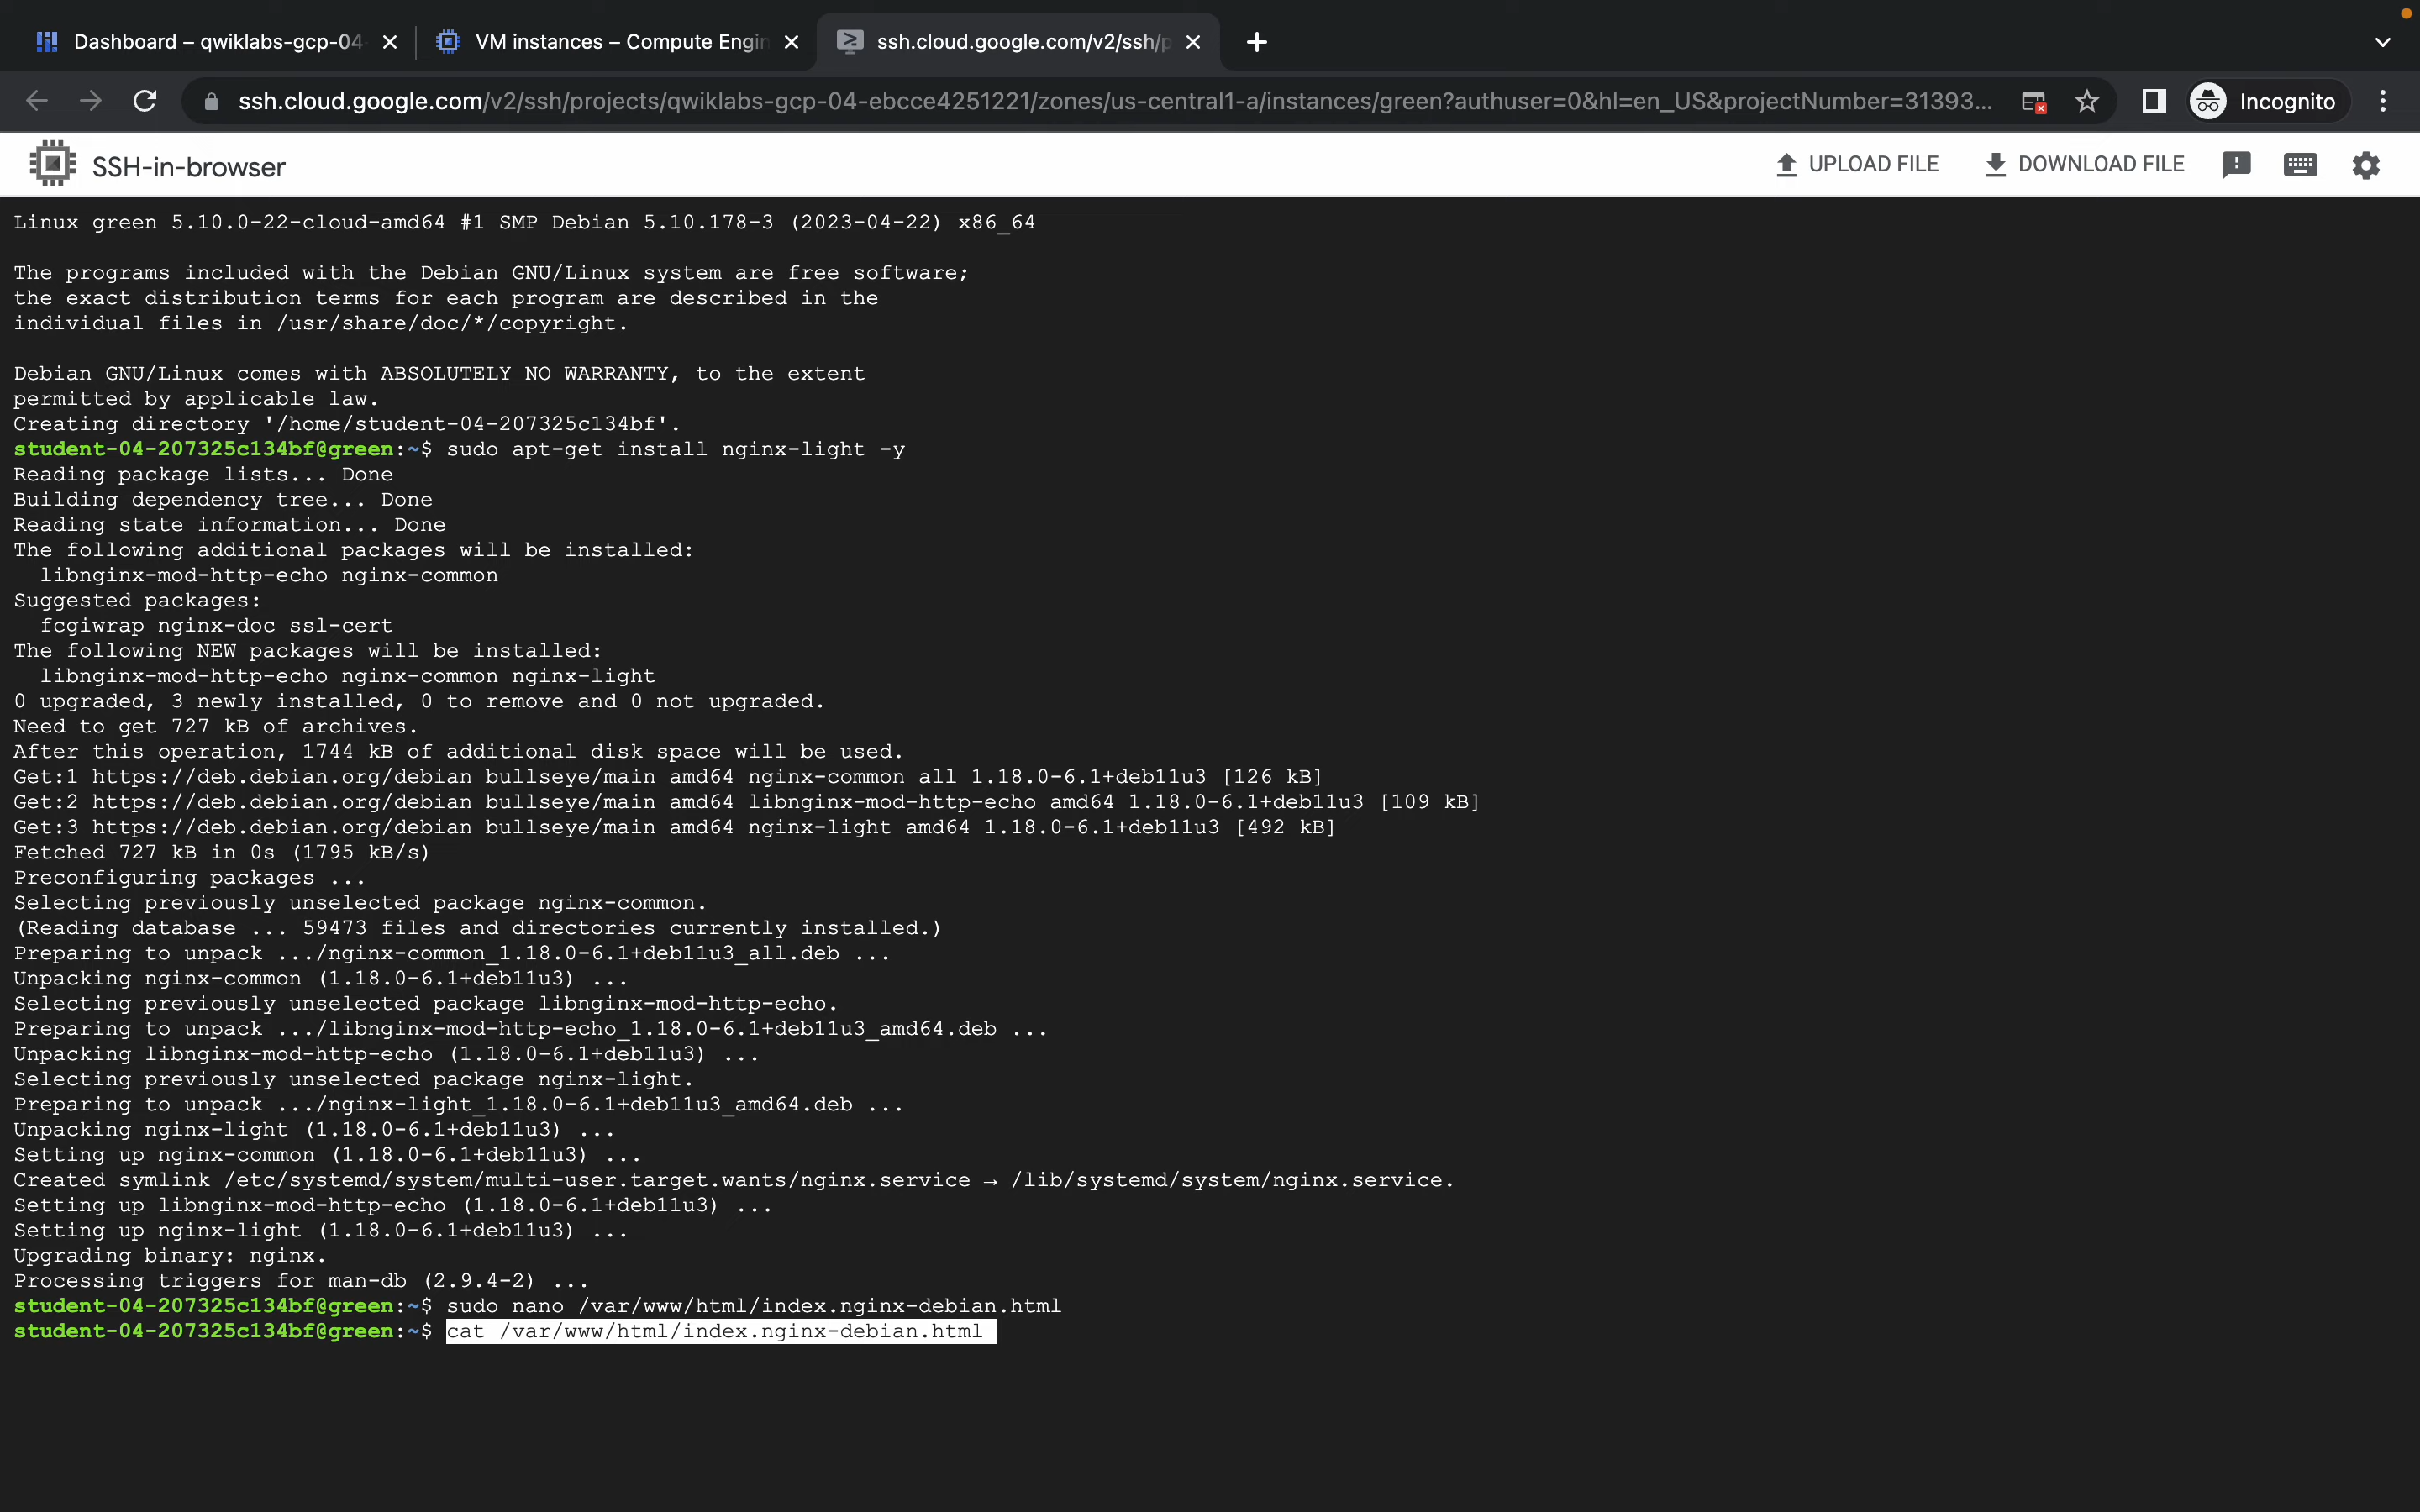 Dashboard – qwiklabs-gcp-04
VM instances – Compute Engin
ssh.cloud.google.com/v2/ssh/p
ssh.cloud.google.com/v2/ssh/projects/qwiklabs-gcp-04-ebcce4251221/zones/us-central1-a/instances/green?authuser=0&hl=en_US&projectNumber=31393...
Incognito
SSH-in-browser
UPLOAD FILE
DOWNLOAD FILE
Linux green 5.10.0-22-cloud-amd64 #1 SMP Debian 5.10.178-3 (2023-04-22) x86_64
The programs included with the Debian GNU/Linux system are free software;
the exact distribution terms for each program are described in the
individual files in /usr/share/doc/*/copyright.
Debian GNU/Linux comes with ABSOLUTELY NO WARRANTY, to the extent
permitted by applicable law.
Creating directory '/home/student-04-207325c134bf'.
student-04-207325c134bf@green:~$ sudo apt-get install nginx-light -y
Reading package lists... Done
Building dependency tree... Done
Reading state information... Done
The following additional packages will be installed:
  libnginx-mod-http-echo nginx-common
Suggested packages:
  fcgiwrap nginx-doc ssl-cert
The following NEW packages will be installed:
  libnginx-mod-http-echo nginx-common nginx-light
0 upgraded, 3 newly installed, 0 to remove and 0 not upgraded.
Need to get 727 kB of archives.
After this operation, 1744 kB of additional disk space will be used.
Get:1 https://deb.debian.org/debian bullseye/main amd64 nginx-common all 1.18.0-6.1+deb11u3 [126 kB]
Get:2 https://deb.debian.org/debian bullseye/main amd64 libnginx-mod-http-echo amd64 1.18.0-6.1+deb11u3 [109 kB]
Get:3 https://deb.debian.org/debian bullseye/main amd64 nginx-light amd64 1.18.0-6.1+deb11u3 [492 kB]
Fetched 727 kB in 0s (1795 kB/s)
Preconfiguring packages ...
Selecting previously unselected package nginx-common.
(Reading database ... 59473 files and directories currently installed.)
Preparing to unpack .../nginx-common_1.18.0-6.1+deb11u3_all.deb ...
Unpacking nginx-common (1.18.0-6.1+deb11u3) ...
Selecting previously unselected package libnginx-mod-http-echo.
Preparing to unpack .../libnginx-mod-http-echo_1.18.0-6.1+deb11u3_amd64.deb ...
Unpacking libnginx-mod-http-echo (1.18.0-6.1+deb11u3) ...
Selecting previously unselected package nginx-light.
Preparing to unpack .../nginx-light_1.18.0-6.1+deb11u3_amd64.deb ...
Unpacking nginx-light (1.18.0-6.1+deb11u3) ...
Setting up nginx-common (1.18.0-6.1+deb11u3) ...
Created symlink /etc/systemd/system/multi-user.target.wants/nginx.service → /lib/systemd/system/nginx.service.
Setting up libnginx-mod-http-echo (1.18.0-6.1+deb11u3) ...
Setting up nginx-light (1.18.0-6.1+deb11u3) ...
Upgrading binary: nginx.
Processing triggers for man-db (2.9.4-2) ...
student-04-207325c134bf@green:~$ sudo nano /var/www/html/index.nginx-debian.html
student-04-207325c134bf@green:~$ cat /var/www/html/index.nginx-debian.html